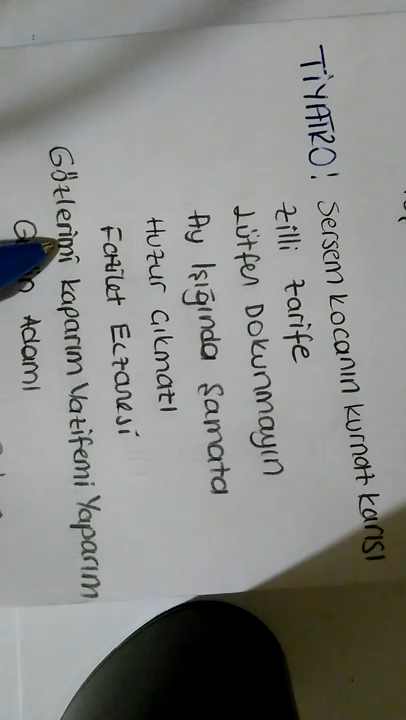 TİYATRO! Sersem kocanın kurnaz karısı
Zilli Zarife
Lütfen Dokunmayın
Ay Işığında Şamata
Huzur Çıkmazı
Fazilet Eczanesi
Gözlerimi kaparım Vazifemi Yaparım
Adamı